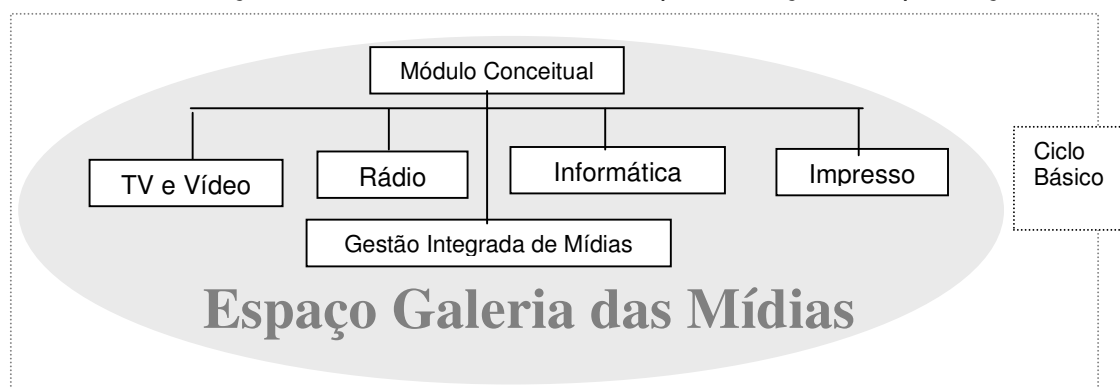 Módulo Conceitual
TV e Vídeo
Rádio
Informática
Impresso
Ciclo
Básico
Gestão Integrada de Mídias
Espaço Galeria das Mídias